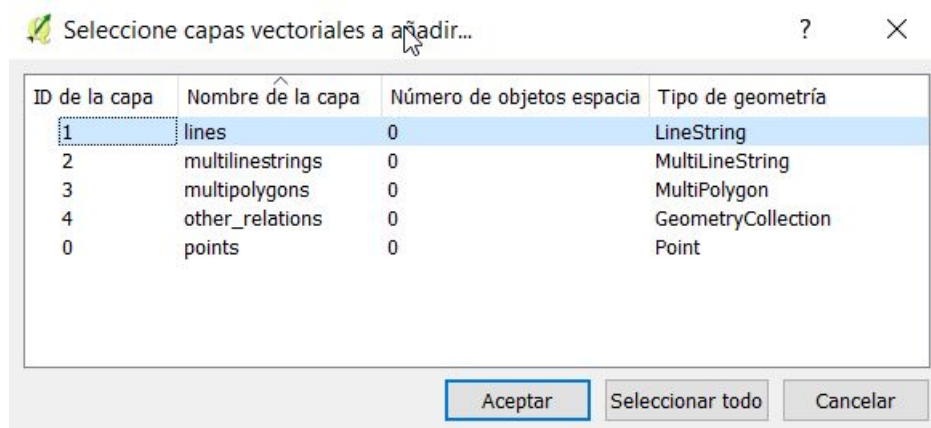 Seleccione capas vectoriales a añadir... ?
ID de la capa Nombre de la capa Número de objetos espacia Tipo de geometría
1 lines 0 LineString
2 multilinestrings 0 MultiLineString
3 multipolygons 0 MultiPolygon
4 other_relations 0 GeometryCollection
0 points 0 Point
Aceptar Seleccionar todo Cancelar